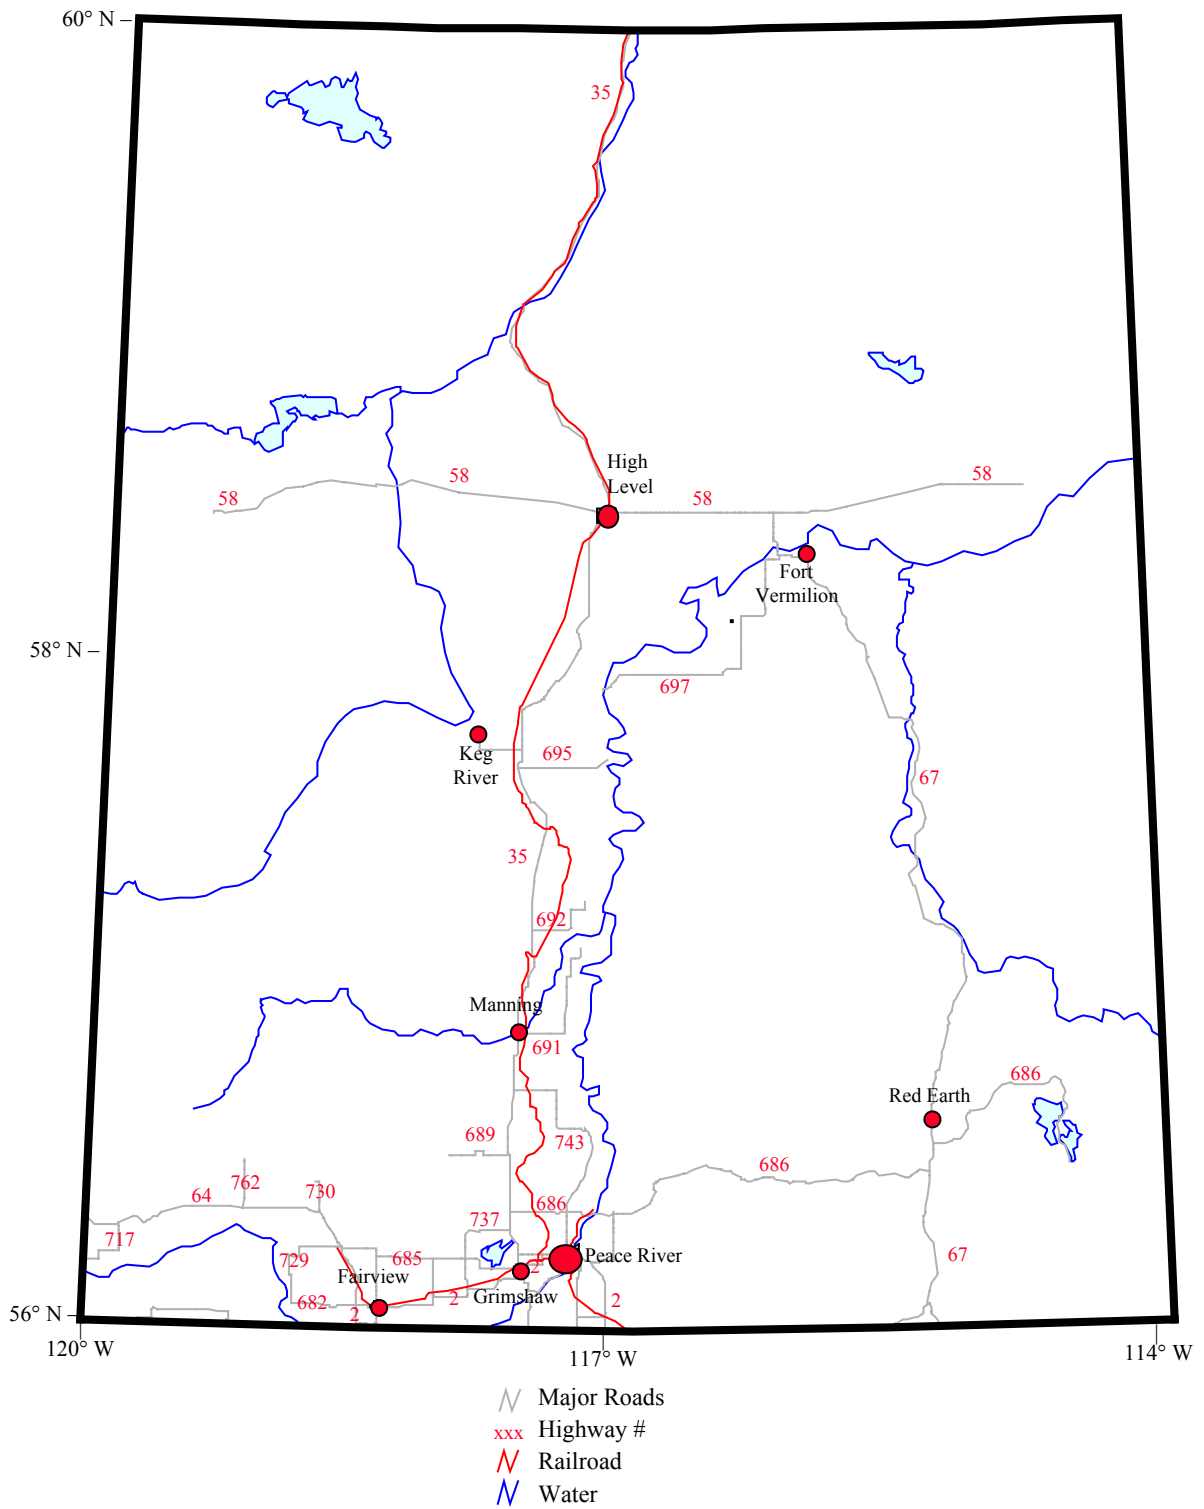 60° N
35
High
Level
58
58
58
58
Fort
Vermilion
58° N
697
Keg
River
695
67
35
692
Manning
691
686
Red Earth
689
743
686
762
730
64
686
737
717
729
685
Peace River
67
Fairview
2
Grimshaw
682
2
2
2
56° N
120° W
117° W
114° W
Major Roads
xxx Highway #
Railroad
Water